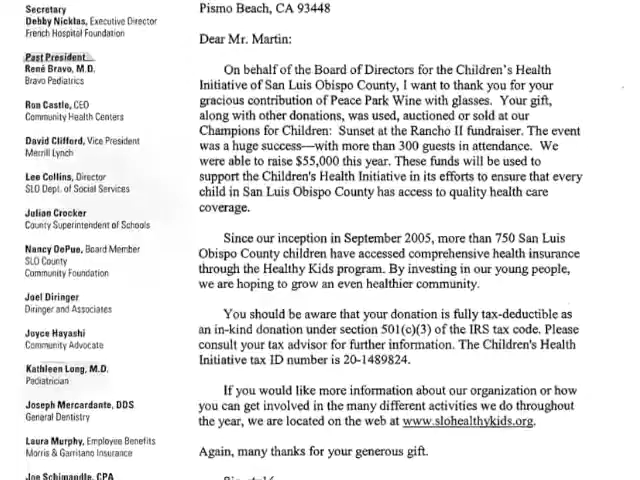 Secretary
Debby Nicklas, Executive Director
French Hospital Foundation
Past President
René Bravo, M.D.
Bravo Pediatrics
Ron Castle, CEO
Community Health Centers
David Clifford, Vice President
Merrill Lynch
Lee Collins, Director
SLO Dept. of Social Services
Julian Crocker
County Superintendent of Schools
Nancy DePue, Board Member
SLO County
Community Foundation
Joel Diringer
Diringer and Associates
Joyce Hayashi
Community Advocate
Kathleen Long, M.D.
Pediatrician
Joseph Mercardante, DDS
General Dentistry
Laura Murphy, Employee Benefits
Morris & Garritano Insurance
Joe Schimandle, CPA
Pismo Beach, CA 93448
Dear Mr. Martin:
On behalf of the Board of Directors for the Children's Health
Initiative of San Luis Obispo County, I want to thank you for your
gracious contribution of Peace Park Wine with glasses. Your gift,
along with other donations, was used, auctioned or sold at our
Champions for Children: Sunset at the Rancho II fundraiser. The event
was a huge success—with more than 300 guests in attendance. We
were able to raise $55,000 this year. These funds will be used to
support the Children's Health Initiative in its efforts to ensure that every
child in San Luis Obispo County has access to quality health care
coverage.
Since our inception in September 2005, more than 750 San Luis
Obispo County children have accessed comprehensive health insurance
through the Healthy Kids program. By investing in our young people,
we are hoping to grow an even healthier community.
You should be aware that your donation is fully tax-deductible as
an in-kind donation under section 501(c)(3) of the IRS tax code. Please
consult your tax advisor for further information. The Children's Health
Initiative tax ID number is 20-1489824.
If you would like more information about our organization or how
you can get involved in the many different activities we do throughout
the year, we are located on the web at www.slohealthykids.org.
Again, many thanks for your generous gift.